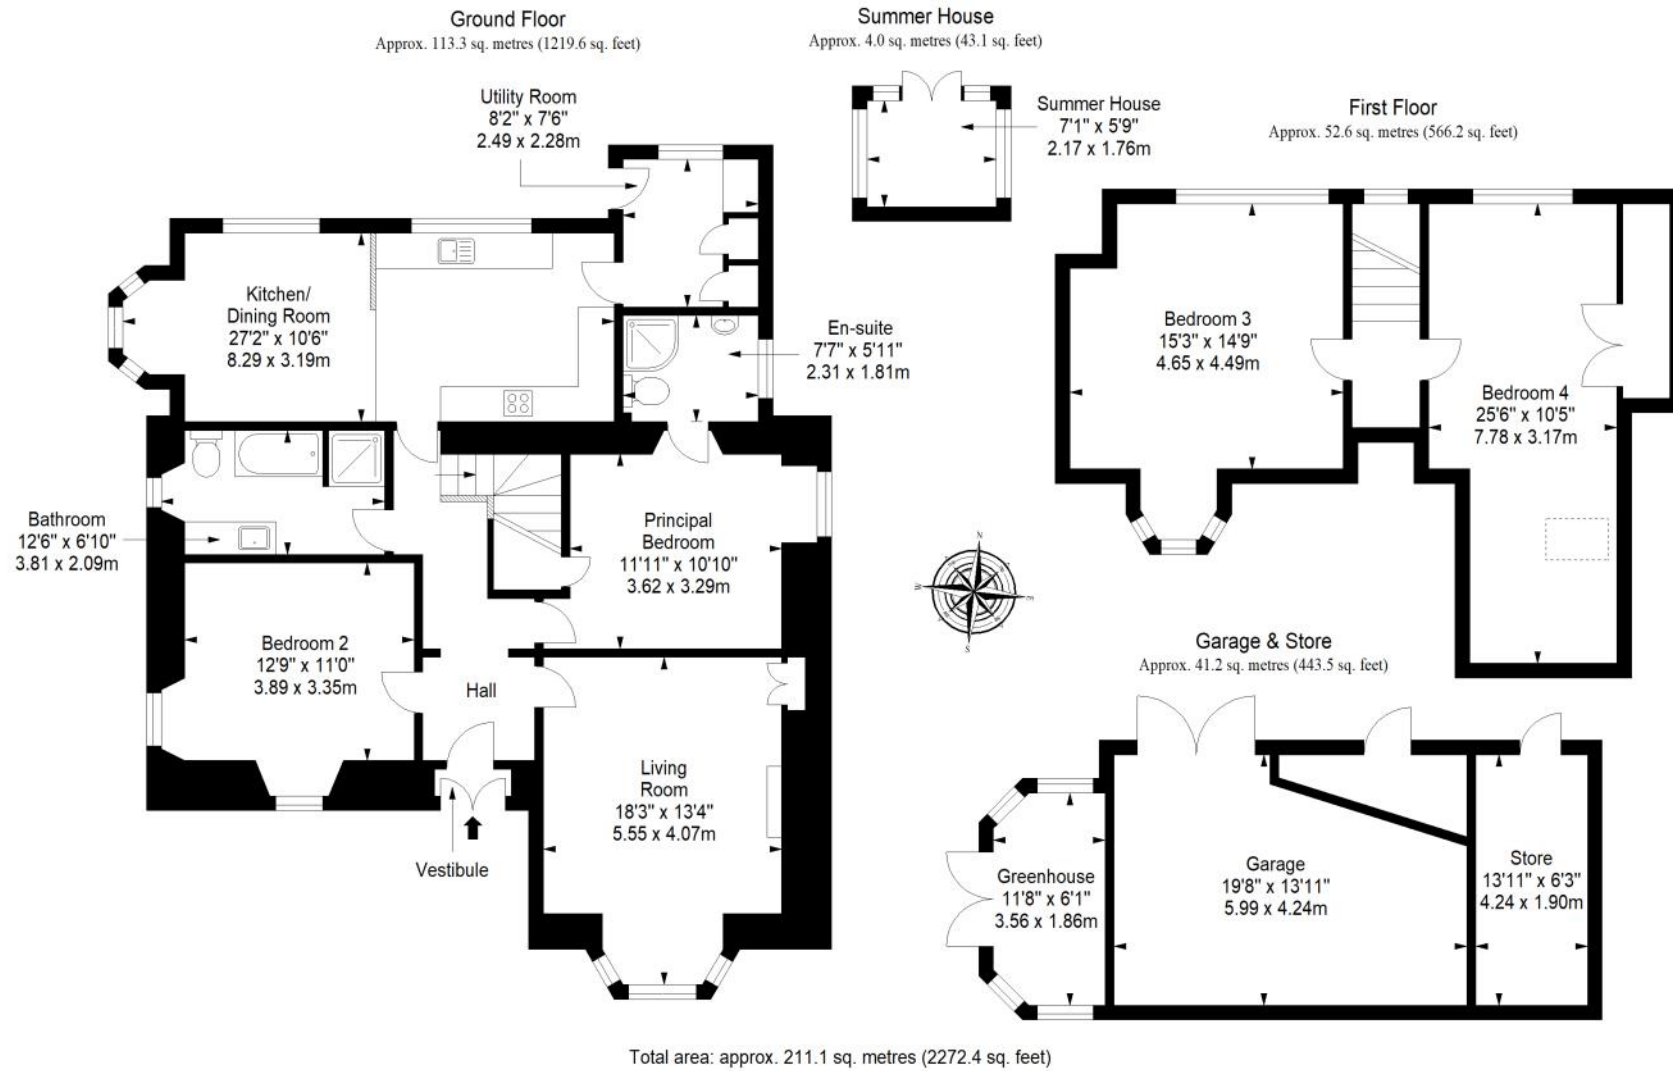 Ground Floor
Approx. 113.3 sq. metres (1219.6 sq. feet)
Summer House
Approx. 4.0 sq. metres (43.1 sq. feet)
Utility Room
8'2" x 7'6"
2.49 x 2.28m
Summer House
7'1" x 5'9"
2.17 x 1.76m
First Floor
Approx. 52.6 sq. metres (566.2 sq. feet)
Kitchen/
Dining Room
27'2" x 10'6"
8.29 x 3.19m
En-suite
7'7" x 5'11"
2.31 x 1.81m
Bedroom 3
15'3" x 14'9"
4.65 x 4.49m
Bedroom 4
25'6" x 10'5"
7.78 x 3.17m
Bathroom
12'6" x 6'10"
3.81 x 2.09m
Principal
Bedroom
11'11" x 10'10"
3.62 x 3.29m
N
W
E
S
Bedroom 2
12'9" x 11'0"
3.89 x 3.35m
Hall
Garage & Store
Approx. 41.2 sq. metres (443.5 sq. feet)
Living
Room
18'3" x 13'4"
5.55 x 4.07m
Vestibule
Greenhouse
11'8" x 6'1"
3.56 x 1.86m
Garage
19'8" x 13'11"
5.99 x 4.24m
Store
13'11" x 6'3"
4.24 x 1.90m
Total area: approx. 211.1 sq. metres (2272.4 sq. feet)